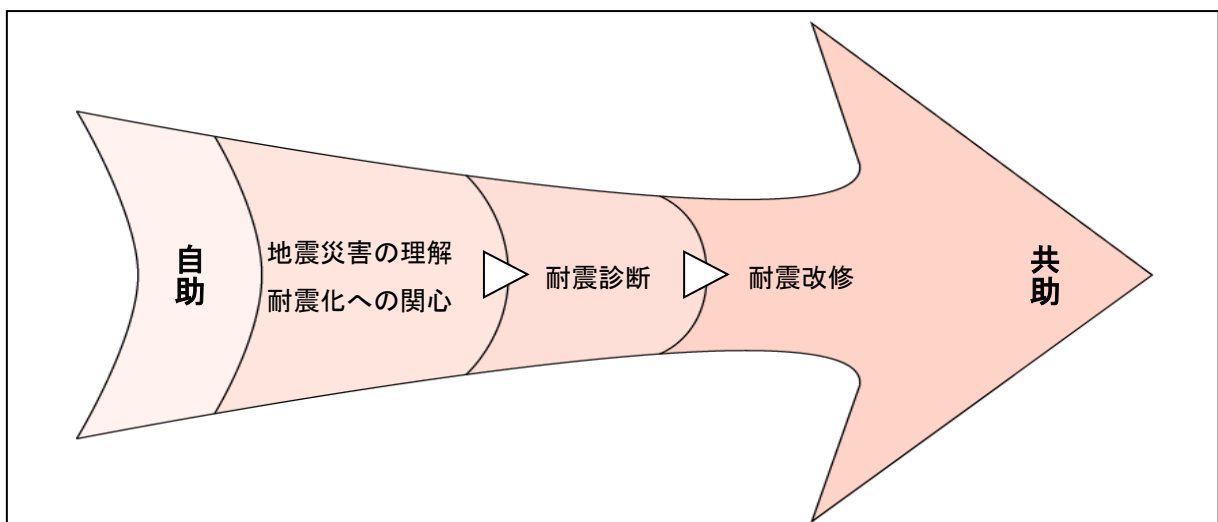 自助
地震災害の理解
耐震化への関心
耐震診断
耐震改修
共助